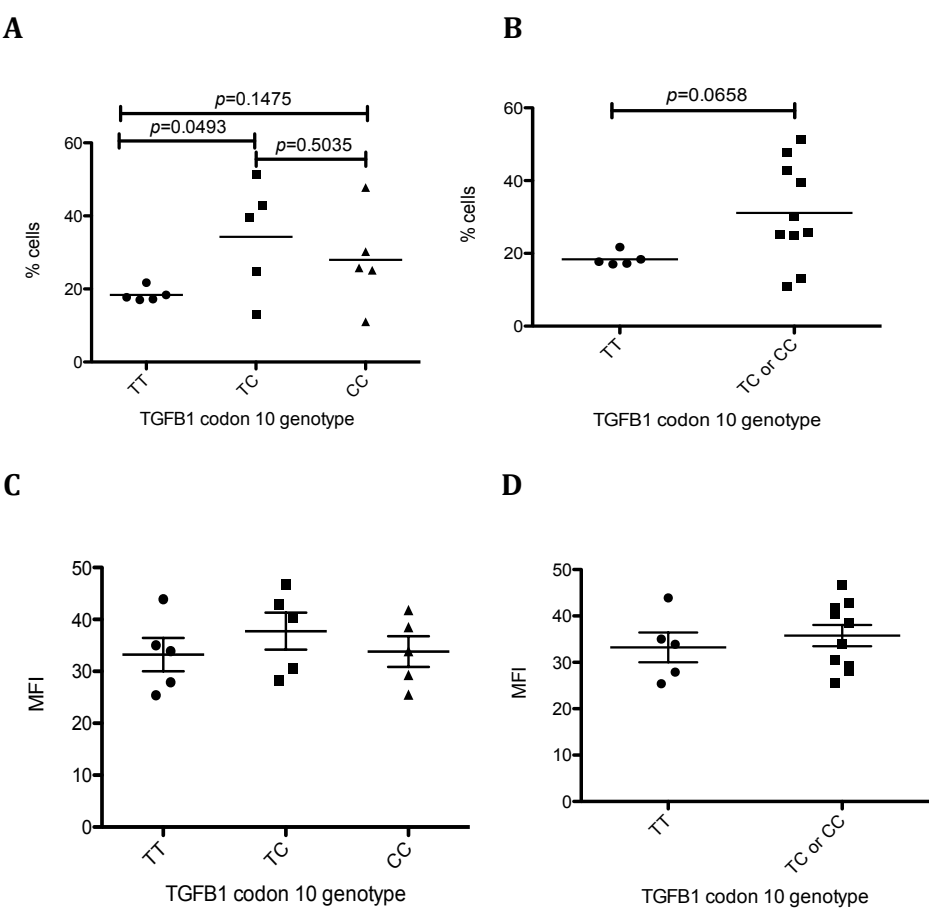 A
p=0.1475
p=0.0493
p=0.5035
60
40
20
0
% cells
TT
TC
CC
TGFB1 codon 10 genotype
B
p=0.0658
60
40
20
0
% cells
TT
TC or CC
TGFB1 codon 10 genotype
C
50
40
30
20
10
0
MFI
TT
TC
CC
TGFB1 codon 10 genotype
D
50
40
30
20
10
0
MFI
TT
TC or CC
TGFB1 codon 10 genotype